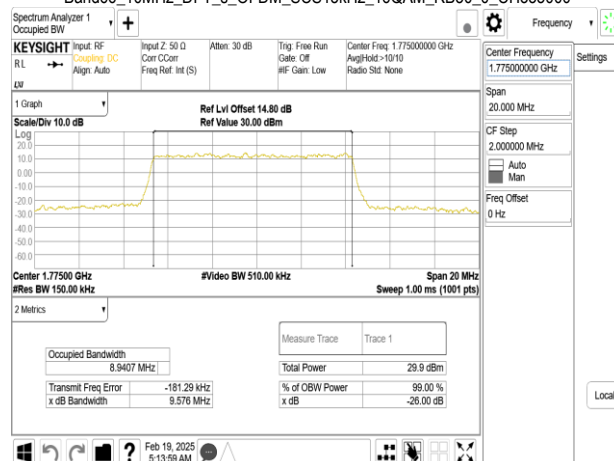 Spectrum Analyzer 1
Occupied BW
Frequency
KEYSIGHT
Input: RF
Coupling: DC
Align: Auto
Input Z: 50 Ω
Corr CCorr
Freq Ref: Int (S)
Atten: 30 dB
Trig: Free Run
Gate: Off
#IF Gain: Low
Center Freq: 1.775000000 GHz
Avg|Hold:>10/10
Radio Std: None
RL
LXI
Center Frequency
1.775000000 GHz
Settings
Span
20.000 MHz
CF Step
2.000000 MHz
Auto
Man
Freq Offset
0 Hz
Local
1 Graph
Scale/Div 10.0 dB
Ref Lvl Offset 14.80 dB
Ref Value 30.00 dBm
Log
20.0
10.0
0.00
-10.0
-20.0
-30.0
-40.0
-50.0
-60.0
Center 1.77500 GHz
#Video BW 510.00 kHz
Span 20 MHz
#Res BW 150.00 kHz
Sweep 1.00 ms (1001 pts)
2 Metrics
Measure Trace
Trace 1
Occupied Bandwidth
8.9407 MHz
Total Power
29.9 dBm
Transmit Freq Error
-181.29 kHz
% of OBW Power
99.00 %
x dB Bandwidth
9.576 MHz
x dB
-26.00 dB
Feb 19, 2025
5:13:59 AM